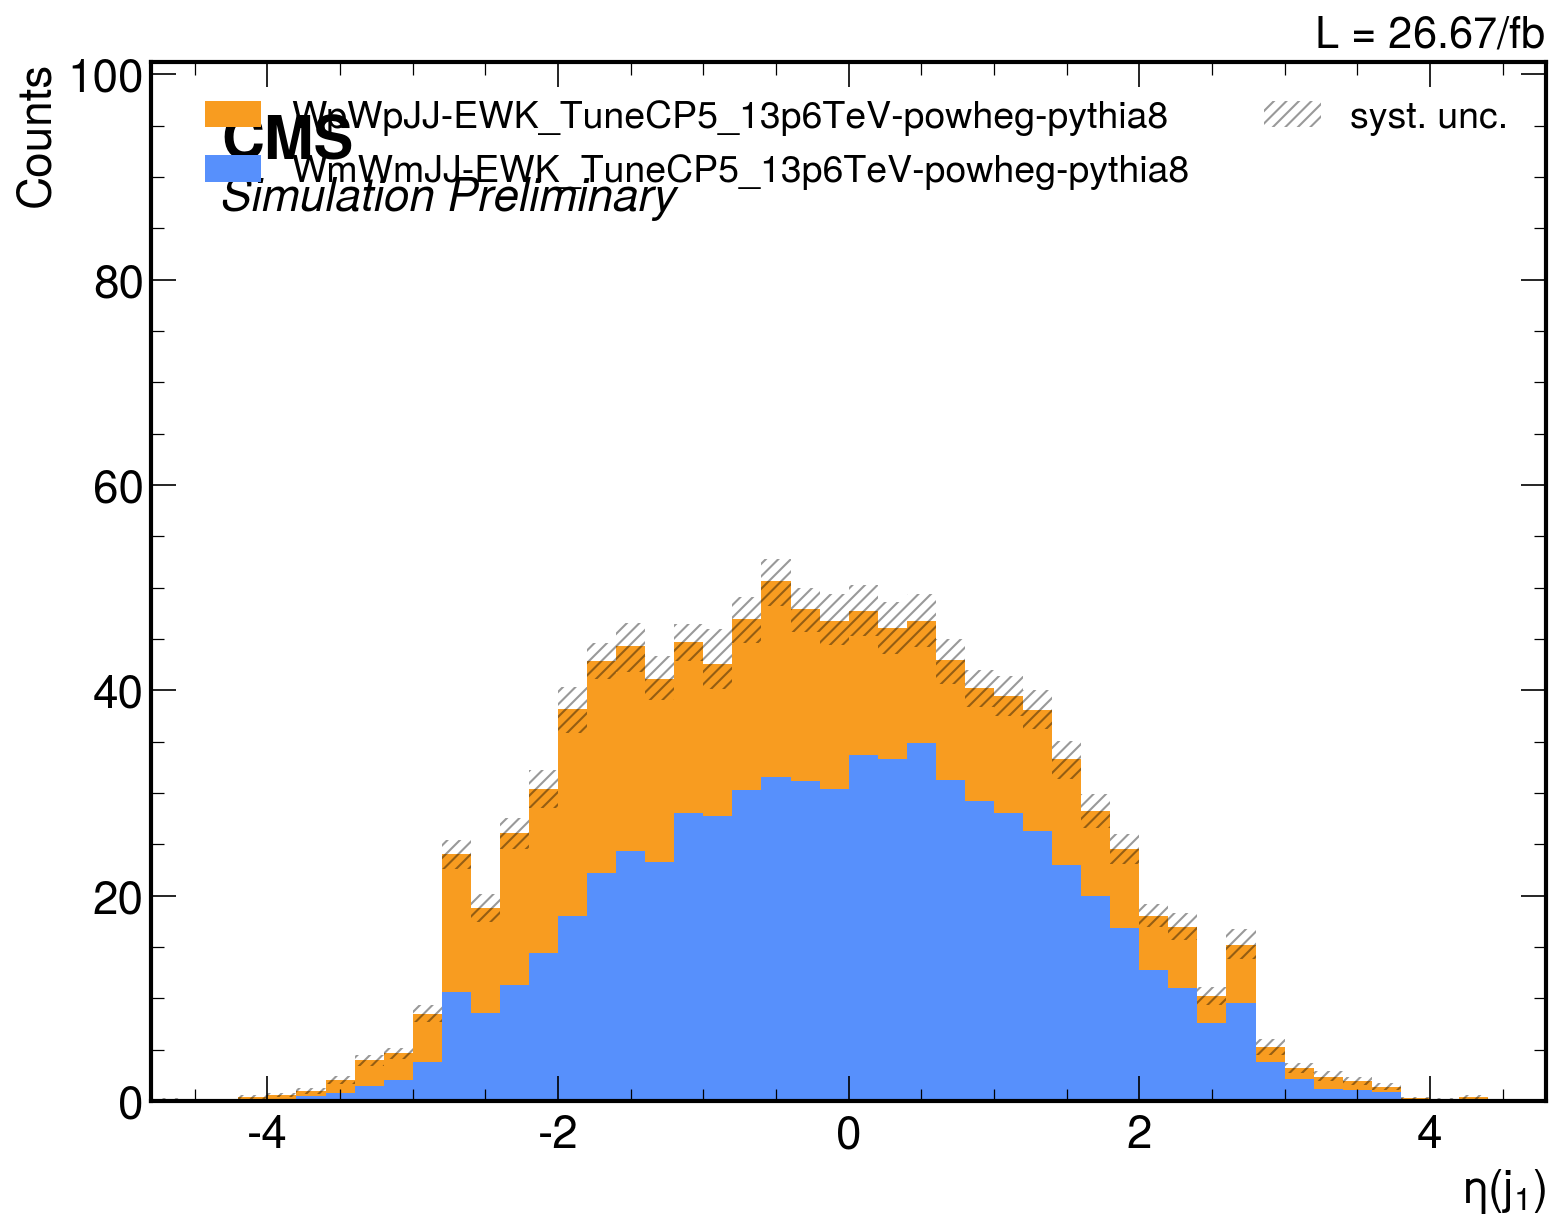 L = 26.67/fb
Counts
100
80
60
40
20
0
WpWpJJ-EWK_TuneCP5_13p6TeV-powheg-pythia8
syst. unc.
CMS
WmWmJJ-EWK_TuneCP5_13p6TeV-powheg-pythia8
Simulation Preliminary
-4 -2 0 2 4
η(j₁)